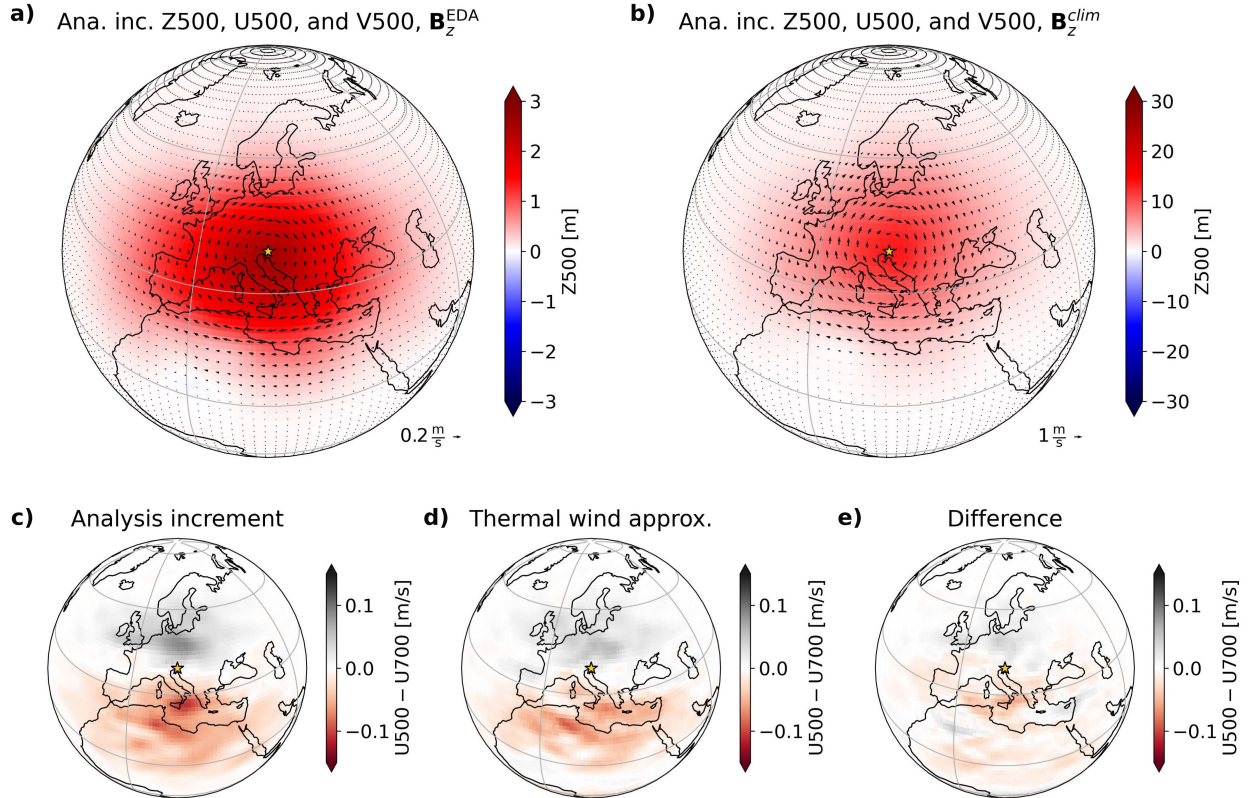 a) Ana. inc. Z500, U500, and V500, B_z^EDA
3
2
1
0
−1
−2
−3
Z500 [m]
0.2 m/s
b) Ana. inc. Z500, U500, and V500, B_z^clim
30
20
10
0
−10
−20
−30
Z500 [m]
1 m/s
c) Analysis increment
0.1
0.0
−0.1
U500 − U700 [m/s]
d) Thermal wind approx.
0.1
0.0
−0.1
U500 − U700 [m/s]
e) Difference
0.1
0.0
−0.1
U500 − U700 [m/s]